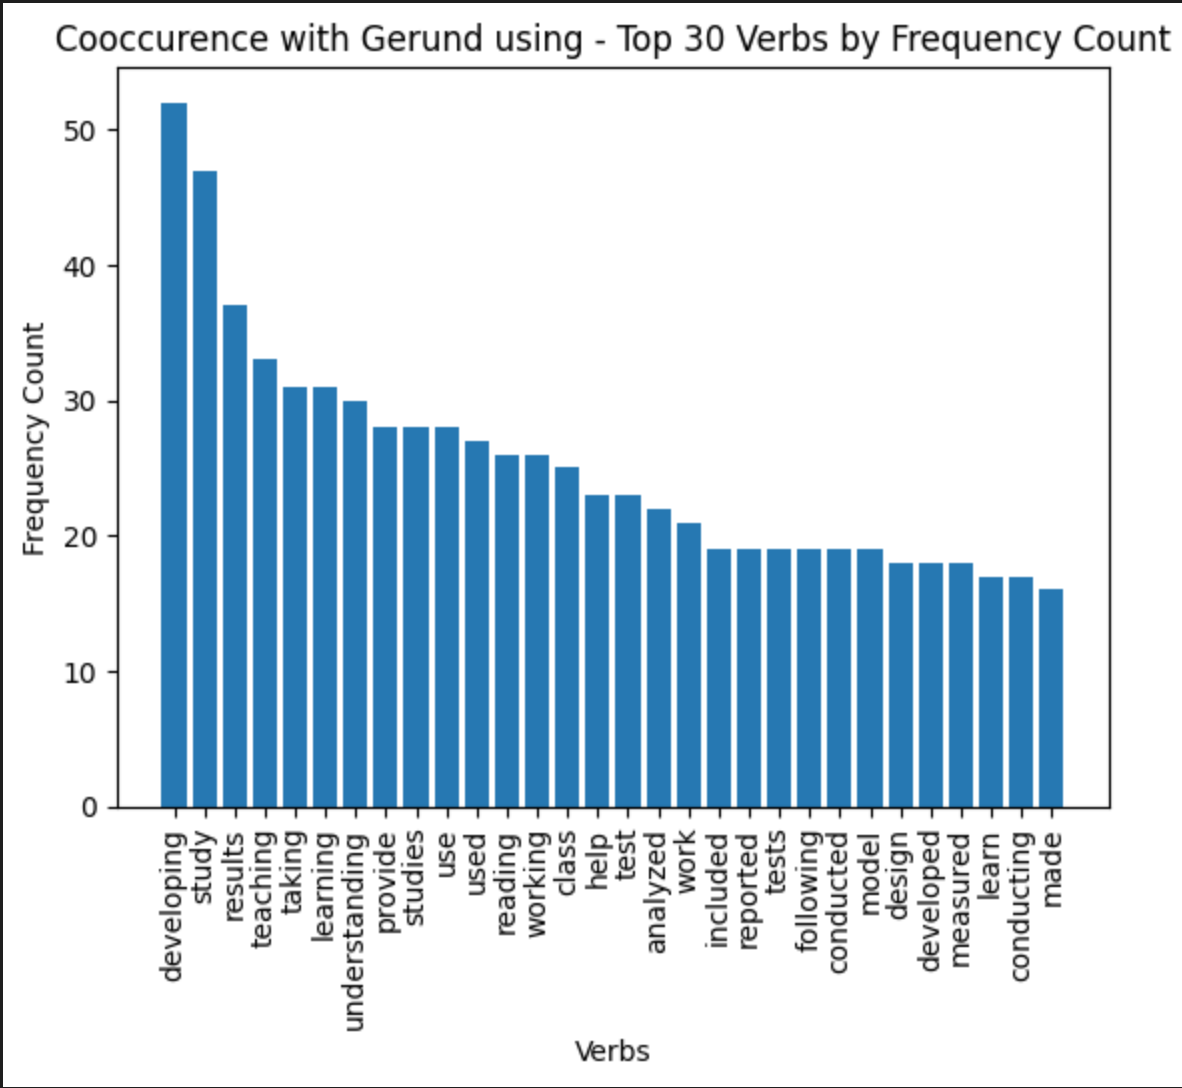 Cooccurence with Gerund using - Top 30 Verbs by Frequency Count
Frequency Count
50
40
30
20
10
0
developing
study
results
teaching
taking
learning
understanding
provide
studies
use
used
reading
working
class
help
test
analyzed
work
included
reported
tests
following
conducted
model
design
developed
measured
learn
conducting
made
Verbs